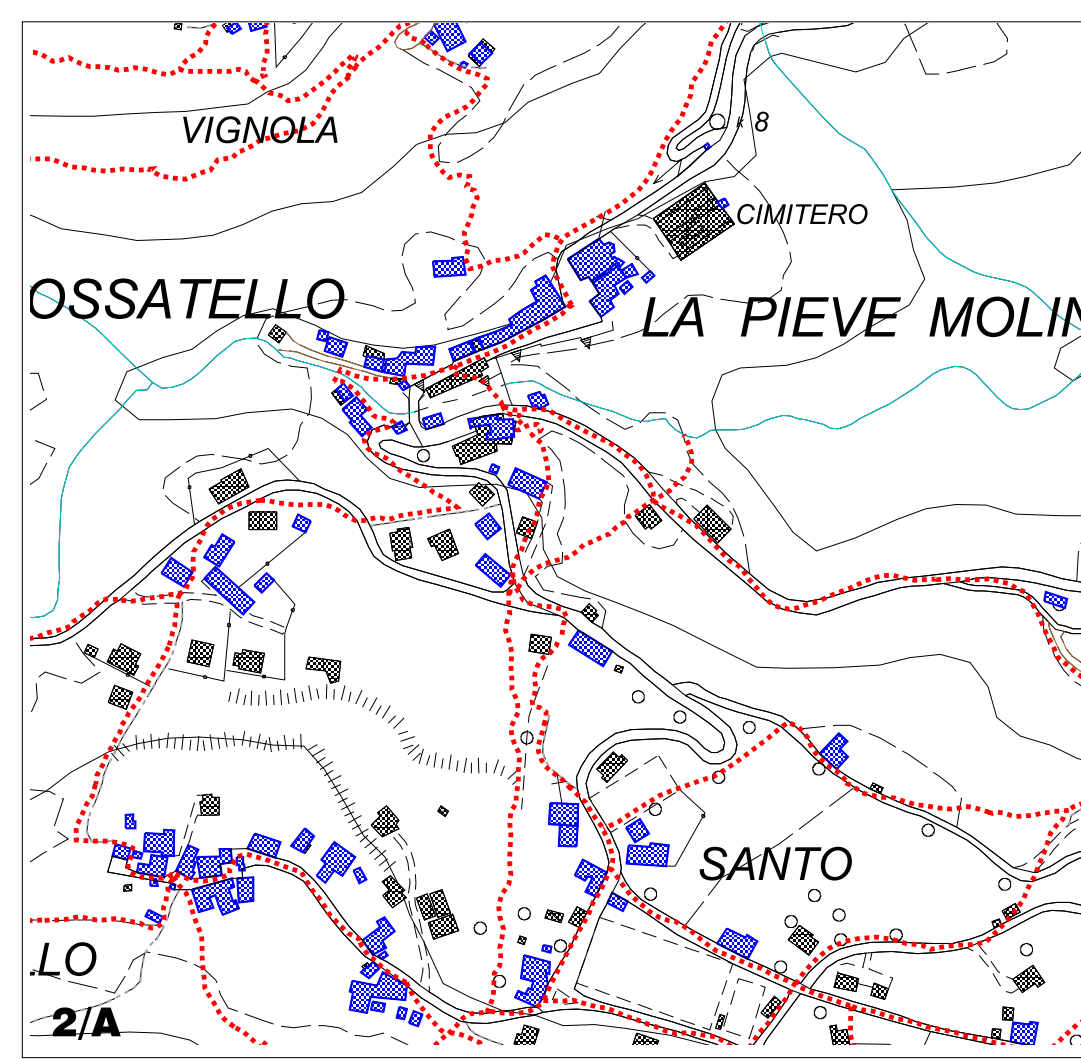 VIGNOLA
8
CIMITERO
OSSATELLO
LA PIEVE MOLIN
SANTO
LO
2/A